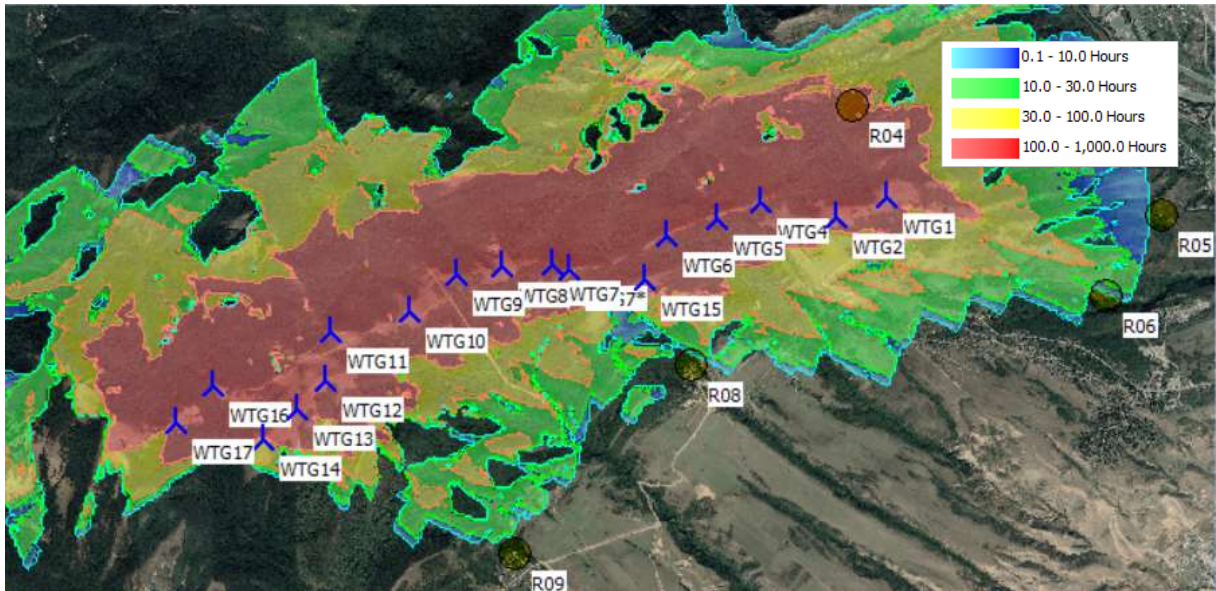 0.1 - 10.0 Hours
10.0 - 30.0 Hours
30.0 - 100.0 Hours
100.0 - 1,000.0 Hours
R04
R05
WTG1
WTG2
WTG4
WTG5
WTG6
R06
WTG7
G7*
WTG8
WTG9
WTG15
WTG10
WTG11
R08
WTG12
WTG16
WTG13
WTG17
WTG14
R09